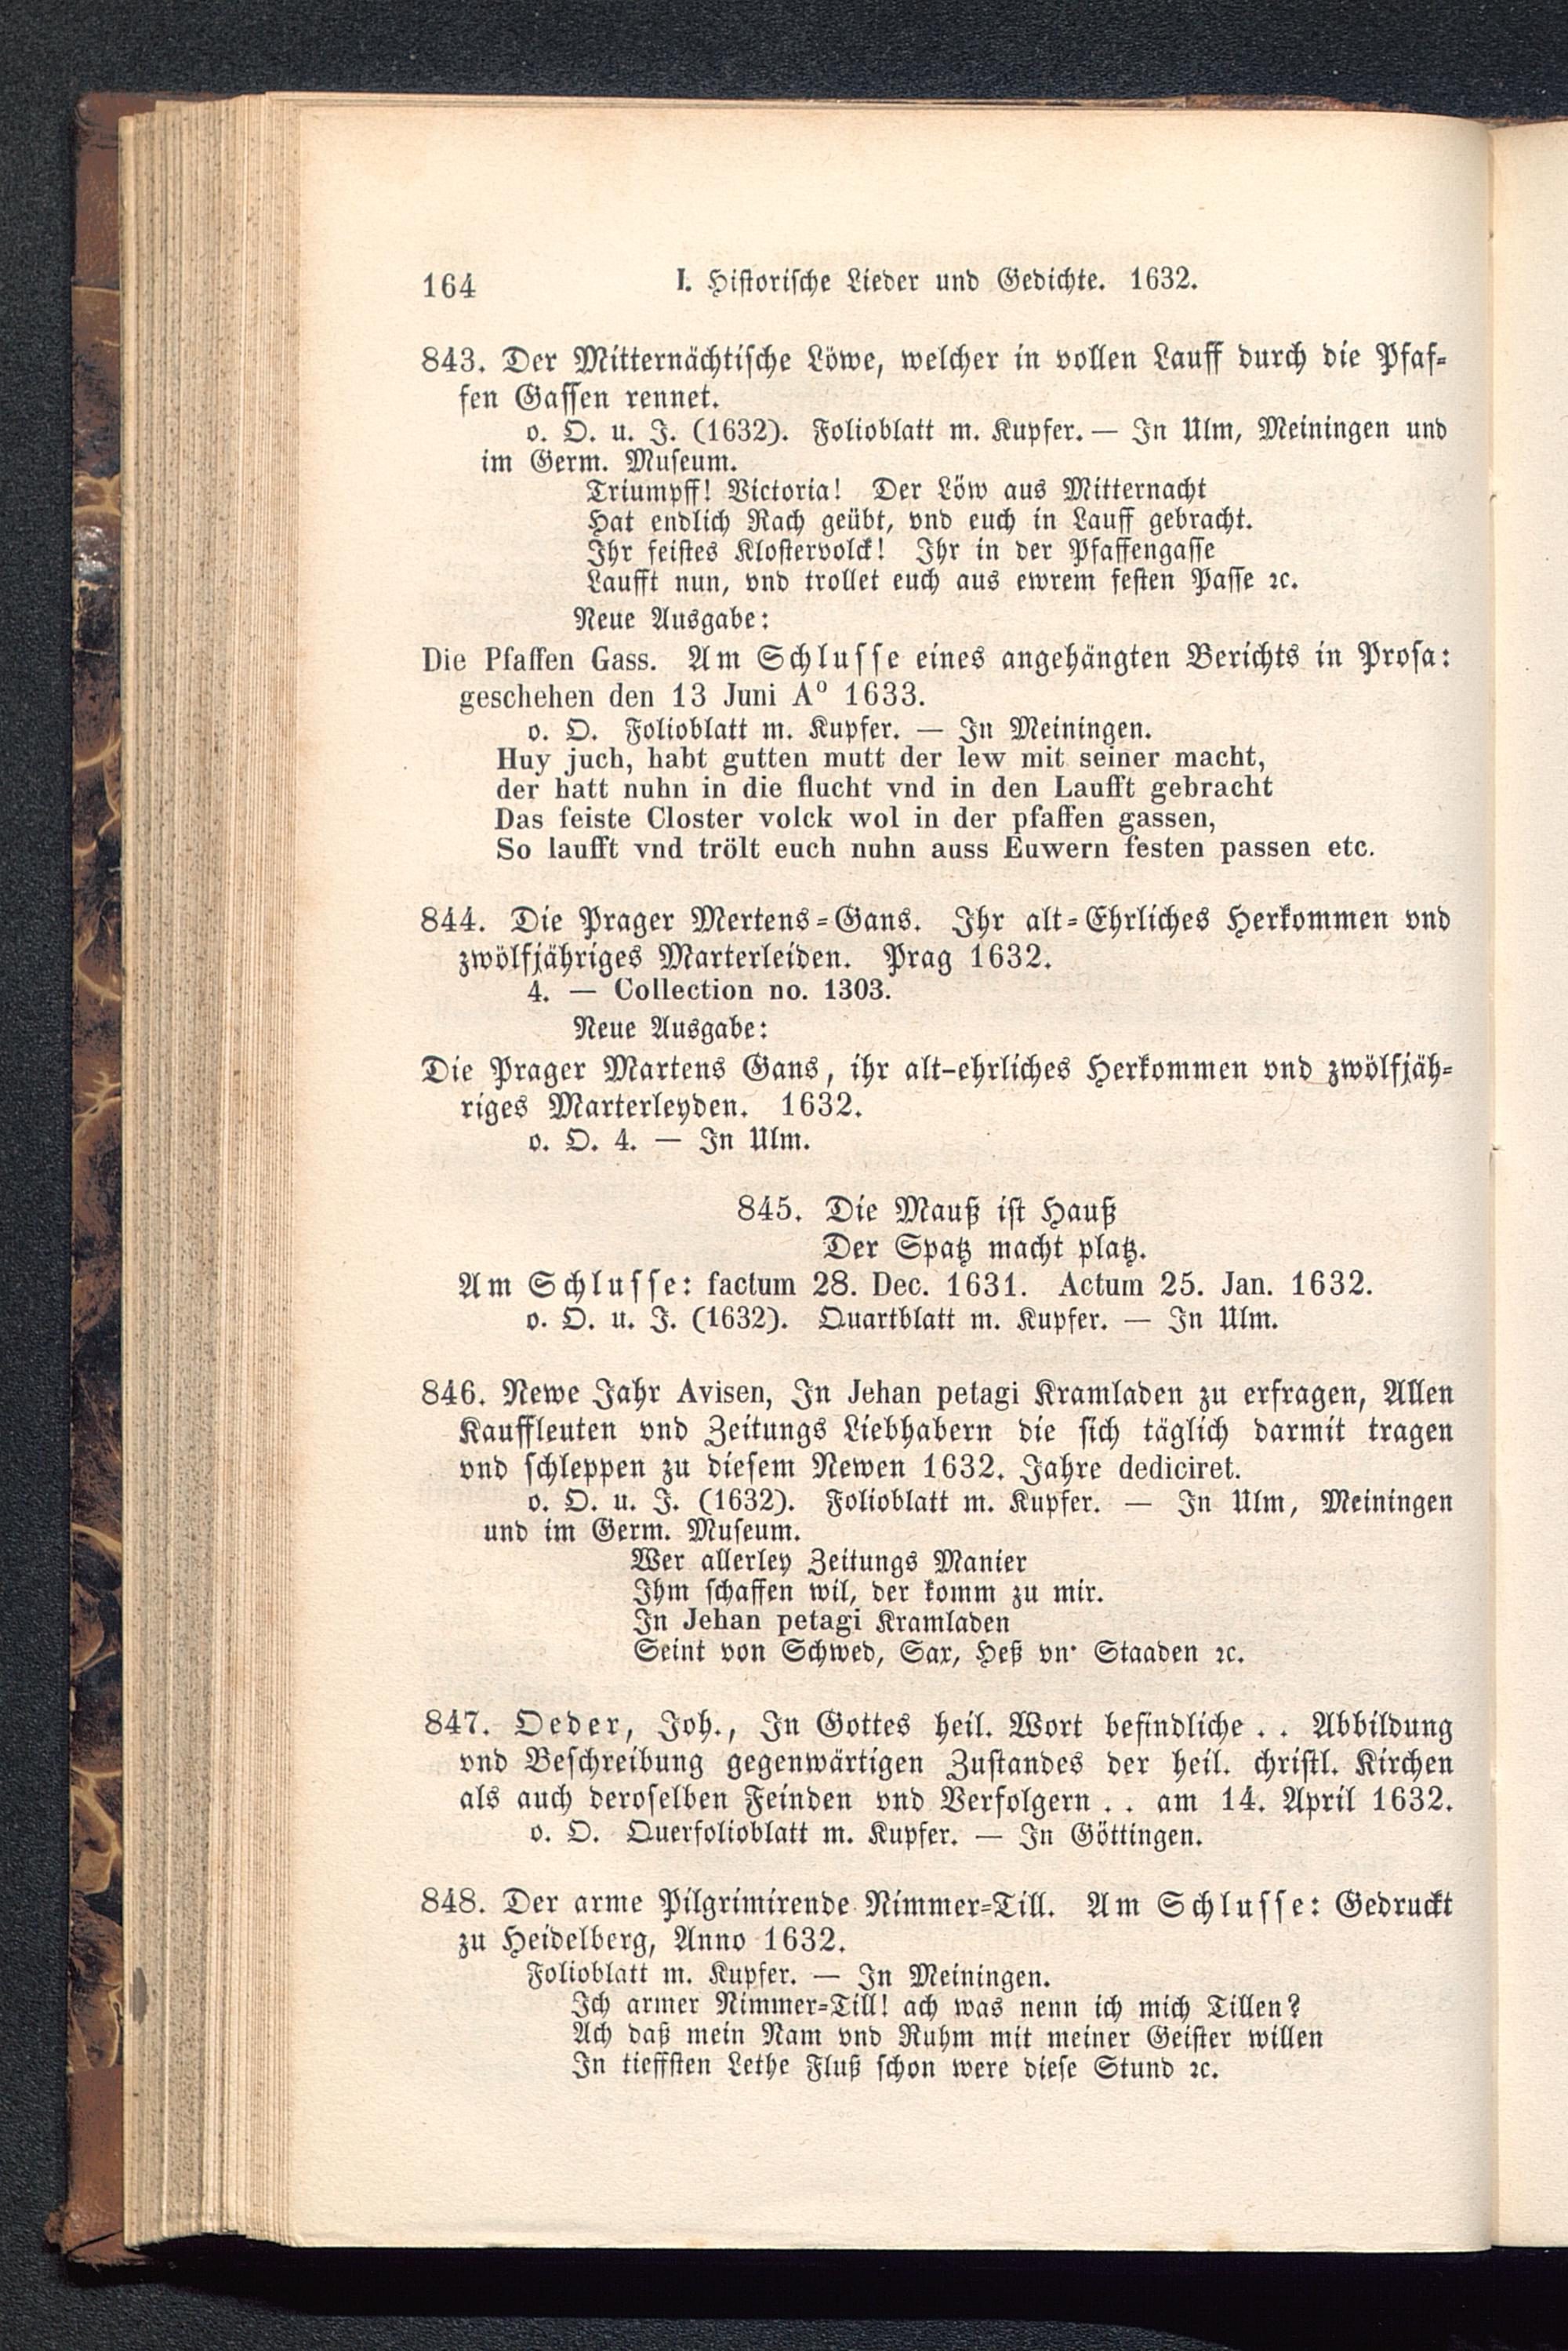 164 I. Historische Lieder und Gedichte. 1632.
843. Der Mitternächtische Löwe, welcher in vollen Lauff durch die Pfaf-
fen Gassen rennet.
o. O. u. J. (1632). Folioblatt m. Kupfer. — In Ulm, Meiningen und
im Germ. Museum.
Triumpff! Victoria! Der Löw aus Mitternacht
Hat endlich Rach geübt, vnd euch in Lauff gebracht.
Ihr feistes Klostervolck! Ihr in der Pfaffengasse
Laufft nun, vnd trollet euch aus ewrem festen Passe ꝛc.
Neue Ausgabe:
Die Pfaffen Gass. Am Schlusse eines angehängten Berichts in Prosa:
geschehen den 13 Juni Aº 1633.
o. O. Folioblatt m. Kupfer. — In Meiningen.
Huy juch, habt gutten mutt der lew mit seiner macht,
der hatt nuhn in die flucht vnd in den Laufft gebracht
Das feiste Closter volck wol in der pfaffen gassen,
So laufft vnd trölt euch nuhn auss Euwern festen passen etc.
844. Die Prager Mertens-Gans. Ihr alt-Ehrliches Herkommen vnd
zwölfjähriges Marterleiden. Prag 1632.
4. — Collection no. 1303.
Neue Ausgabe:
Die Prager Martens Gans, ihr alt-ehrliches Herkommen vnd zwölfjäh-
riges Marterleyden. 1632.
o. O. 4. — In Ulm.
845. Die Mauß ist Hauß
Der Spatz macht platz.
Am Schlusse: factum 28. Dec. 1631. Actum 25. Jan. 1632.
o. O. u. J. (1632). Quartblatt m. Kupfer. — In Ulm.
846. Newe Jahr Avisen, In Jehan petagi Kramladen zu erfragen, Allen
Kauffleuten vnd Zeitungs Liebhabern die sich täglich darmit tragen
vnd schleppen zu diesem Newen 1632. Jahre dediciret.
o. O. u. J. (1632). Folioblatt m. Kupfer. — In Ulm, Meiningen
und im Germ. Museum.
Wer allerley Zeitungs Manier
Ihm schaffen wil, der komm zu mir.
In Jehan petagi Kramladen
Seint von Schwed, Sax, Heß vn· Staaden ꝛc.
847. Oeder, Joh., In Gottes heil. Wort befindliche . . Abbildung
vnd Beschreibung gegenwärtigen Zustandes der heil. christl. Kirchen
als auch deroselben Feinden vnd Verfolgern . . am 14. April 1632.
o. O. Querfolioblatt m. Kupfer. — In Göttingen.
848. Der arme Pilgrimirende Nimmer-Till. Am Schlusse: Gedruckt
zu Heidelberg, Anno 1632.
Folioblatt m. Kupfer. — In Meiningen.
Ich armer Nimmer-Till! ach was nenn ich mich Tillen?
Ach daß mein Nam vnd Ruhm mit meiner Geister willen
In tieffsten Lethe Fluß schon were diese Stund ꝛc.